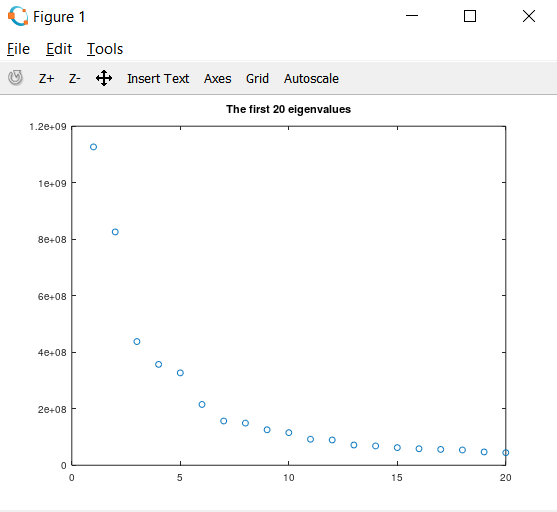 Figure 1
File Edit Tools
Z+ Z- Insert Text Axes Grid Autoscale
The first 20 eigenvalues
1.2e+09
1e+09
8e+08
6e+08
4e+08
2e+08
0
0 5 10 15 20